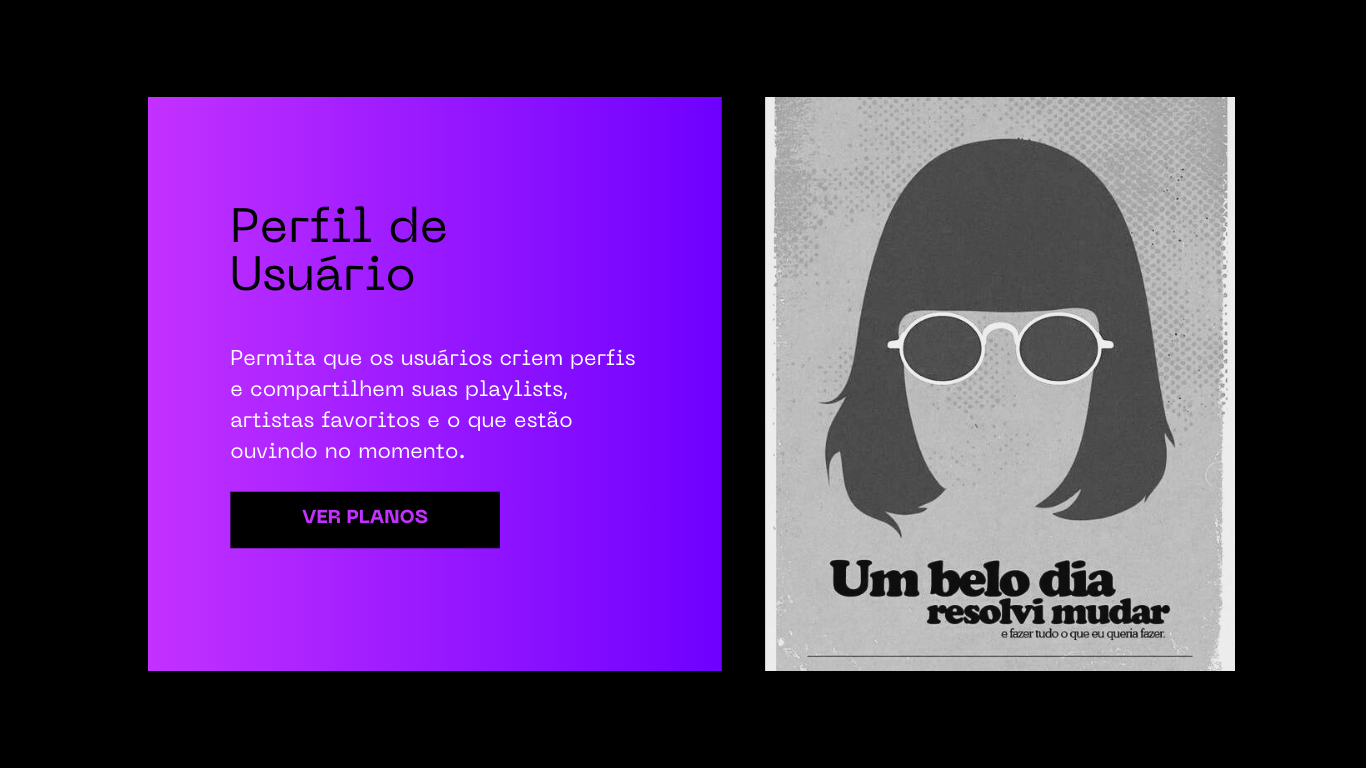 Perfil de
Usuário
Permita que os usuários criem perfis
e compartilhem suas playlists,
artistas favoritos e o que estão
ouvindo no momento.
VER PLANOS
Um belo dia
resolvi mudar
e fazer tudo o que eu queria fazer.